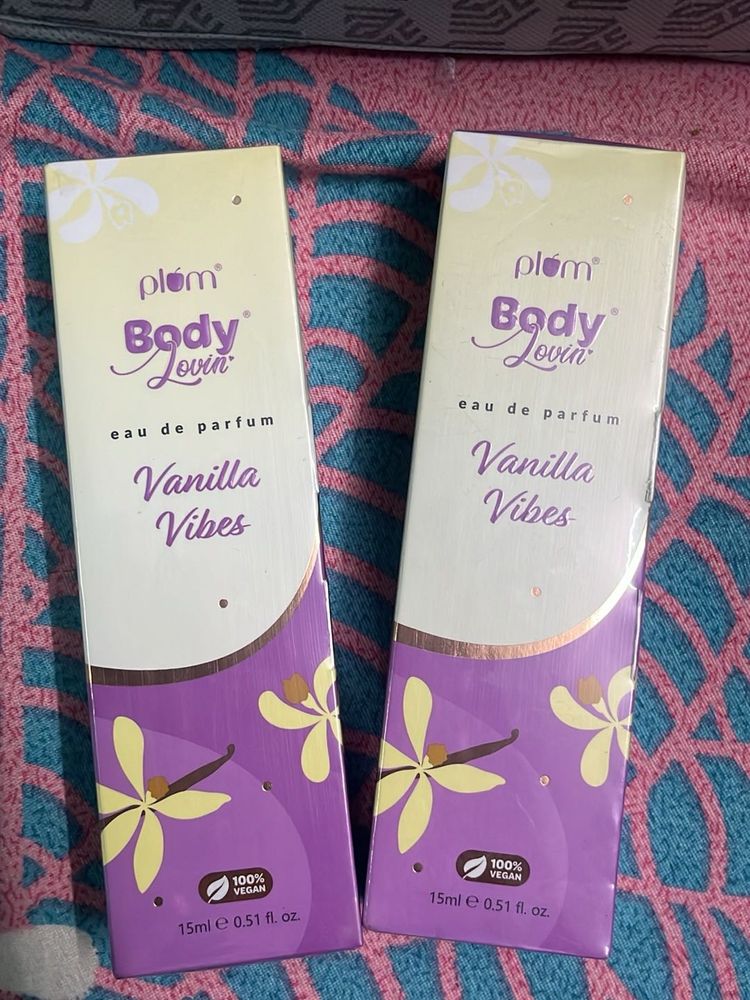 plum®
Body®
Lovin'
eau de parfum
Vanilla
Vibes
100%
VEGAN
15ml ℮ 0.51 fl. oz.
plum®
Body®
Lovin'
eau de parfum
Vanilla
Vibes
100%
VEGAN
15ml ℮ 0.51 fl. oz.